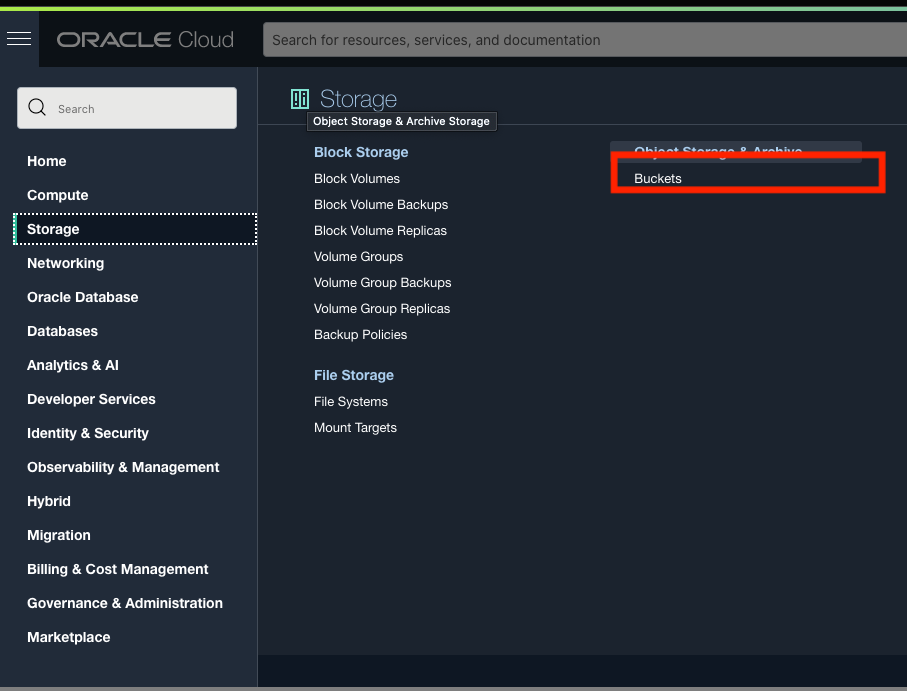 ORACLE Cloud
Search for resources, services, and documentation
Search
Home
Compute
Storage
Networking
Oracle Database
Databases
Analytics & AI
Developer Services
Identity & Security
Observability & Management
Hybrid
Migration
Billing & Cost Management
Governance & Administration
Marketplace
Storage
Object Storage & Archive Storage
Block Storage
Block Volumes
Block Volume Backups
Block Volume Replicas
Volume Groups
Volume Group Backups
Volume Group Replicas
Backup Policies
File Storage
File Systems
Mount Targets
Object Storage & Archive
Buckets